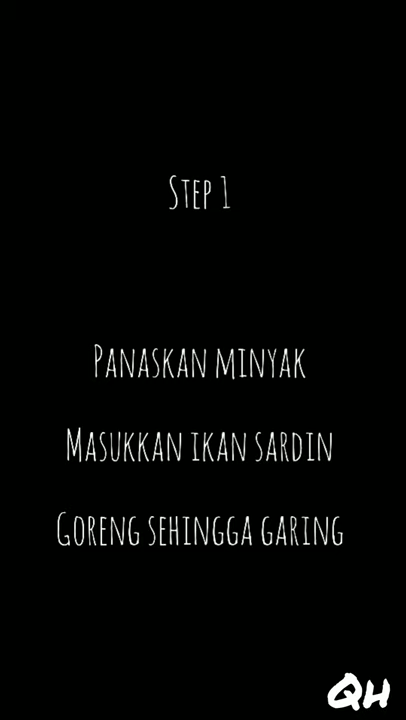 Step 1
Panaskan minyak
Masukkan ikan sardin
Goreng sehingga garing
QH